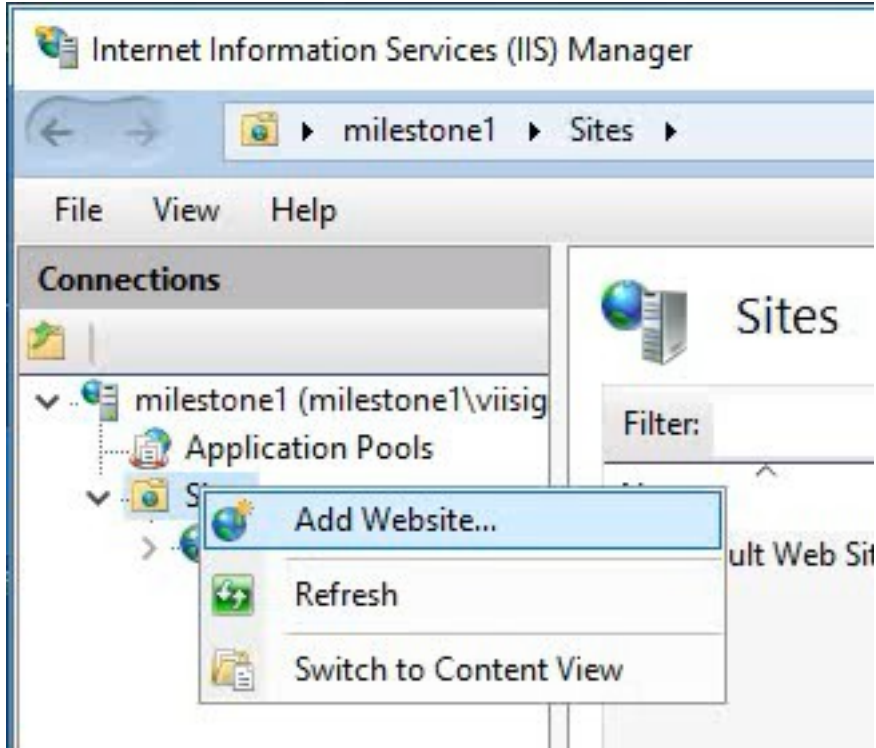 Internet Information Services (IIS) Manager
milestone1
Sites
File View Help
Connections
Sites
milestone1 (milestone1\viisig
Filter:
Application Pools
Add Website...
ult Web Sit
Refresh
Switch to Content View